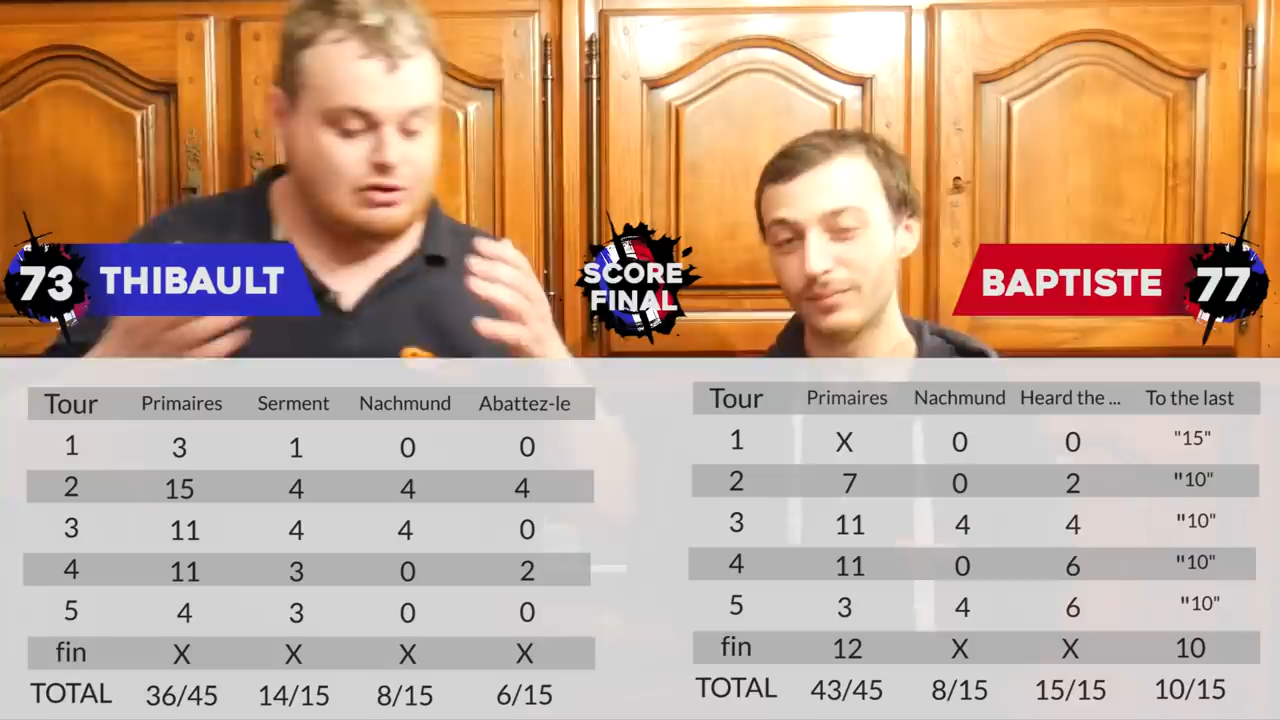 73 THIBAULT
SCORE
FINAL
BAPTISTE 77
Tour Primaires Serment Nachmund Abattez-le
1 3 1 0 0
2 15 4 4 4
3 11 4 4 0
4 11 3 0 2
5 4 3 0 0
fin X X X X
TOTAL 36/45 14/15 8/15 6/15
Tour Primaires Nachmund Heard the ... To the last
1 X 0 0 "15"
2 7 0 2 "10"
3 11 4 4 "10"
4 11 0 6 "10"
5 3 4 6 "10"
fin 12 X X 10
TOTAL 43/45 8/15 15/15 10/15